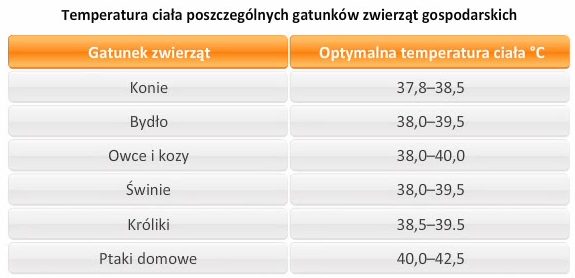 Temperatura ciała poszczególnych gatunków zwierząt gospodarskich
Gatunek zwierząt Optymalna temperatura ciała °C
Konie 37,8–38,5
Bydło 38,0–39,5
Owce i kozy 38,0–40,0
Świnie 38,0–39,5
Króliki 38,5–39.5
Ptaki domowe 40,0–42,5